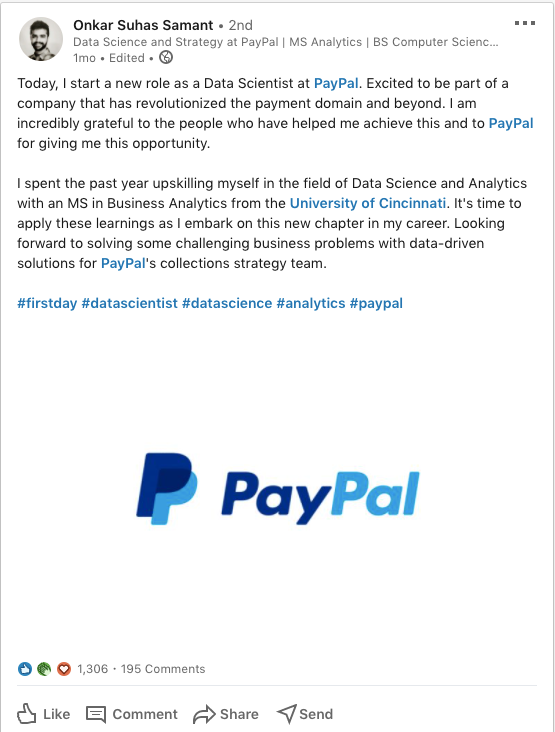 Onkar Suhas Samant • 2nd
Data Science and Strategy at PayPal | MS Analytics | BS Computer Scienc...
1mo • Edited •
Today, I start a new role as a Data Scientist at PayPal. Excited to be part of a
company that has revolutionized the payment domain and beyond. I am
incredibly grateful to the people who have helped me achieve this and to PayPal
for giving me this opportunity.
I spent the past year upskilling myself in the field of Data Science and Analytics
with an MS in Business Analytics from the University of Cincinnati. It's time to
apply these learnings as I embark on this new chapter in my career. Looking
forward to solving some challenging business problems with data-driven
solutions for PayPal's collections strategy team.
#firstday #datascientist #datascience #analytics #paypal
PayPal
1,306 · 195 Comments
Like Comment Share Send